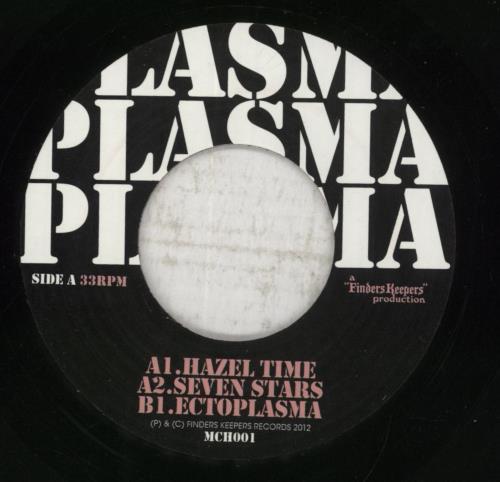 PLASMA
PLASMA
PLASMA
SIDE A 33RPM
a
"Finders Keepers"
production
A1.HAZEL TIME
A2.SEVEN STARS
B1.ECTOPLASMA
(P) & (C) FINDERS KEEPERS RECORDS 2012
MCH001